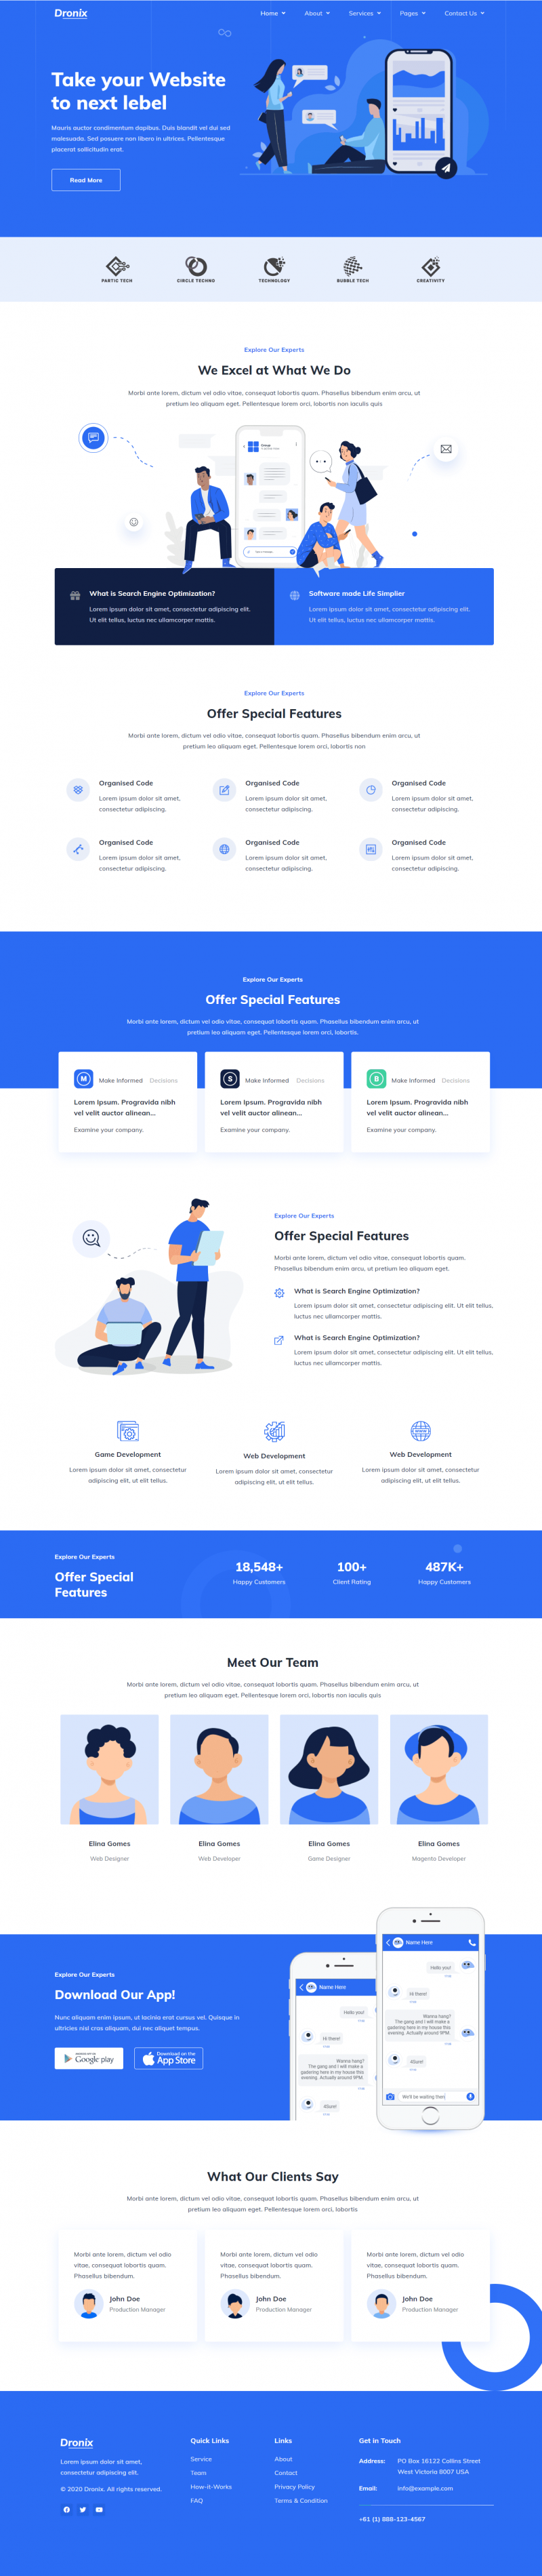 Dronix
Home About Services Pages Contact Us
Take your Website
to next lebel
Mauris auctor condimentum dapibus. Duis blandit vel dui sed
malesuada. Sed posuere non libero in ultrices. Pellentesque
placerat sollicitudin erat.
Read More
PARTIC TECH CIRCLE TECHNO TECHNOLOGY BUBBLE TECH CREATIVITY
Explore Our Experts
We Excel at What We Do
Morbi ante lorem, dictum vel odio vitae, consequat lobortis quam. Phasellus bibendum enim arcu, ut
pretium leo aliquam eget. Pellentesque lorem orci, lobortis non iaculis quis
What is Search Engine Optimization?
Lorem ipsum dolor sit amet, consectetur adipiscing elit.
Ut elit tellus, luctus nec ullamcorper mattis.
Software made Life Simplier
Lorem ipsum dolor sit amet, consectetur adipiscing elit.
Ut elit tellus, luctus nec ullamcorper mattis.
Explore Our Experts
Offer Special Features
Morbi ante lorem, dictum vel odio vitae, consequat lobortis quam. Phasellus bibendum enim arcu, ut
pretium leo aliquam eget. Pellentesque lorem orci, lobortis non
Organised Code
Lorem ipsum dolor sit amet,
consectetur adipiscing.
Organised Code
Lorem ipsum dolor sit amet,
consectetur adipiscing.
Organised Code
Lorem ipsum dolor sit amet,
consectetur adipiscing.
Organised Code
Lorem ipsum dolor sit amet,
consectetur adipiscing.
Organised Code
Lorem ipsum dolor sit amet,
consectetur adipiscing.
Organised Code
Lorem ipsum dolor sit amet,
consectetur adipiscing.
Explore Our Experts
Offer Special Features
Morbi ante lorem, dictum vel odio vitae, consequat lobortis quam. Phasellus bibendum enim arcu, ut
pretium leo aliquam eget. Pellentesque lorem orci, lobortis.
M Make Informed Decisions
Lorem Ipsum. Progravida nibh
vel velit auctor alinean...
Examine your company.
S Make Informed Decisions
Lorem Ipsum. Progravida nibh
vel velit auctor alinean...
Examine your company.
B Make Informed Decisions
Lorem Ipsum. Progravida nibh
vel velit auctor alinean...
Examine your company.
Explore Our Experts
Offer Special Features
Morbi ante lorem, dictum vel odio vitae, consequat lobortis quam.
Phasellus bibendum enim arcu, ut pretium leo aliquam eget.
What is Search Engine Optimization?
Lorem ipsum dolor sit amet, consectetur adipiscing elit. Ut elit tellus,
luctus nec ullamcorper mattis.
What is Search Engine Optimization?
Lorem ipsum dolor sit amet, consectetur adipiscing elit. Ut elit tellus,
luctus nec ullamcorper mattis.
Game Development
Lorem ipsum dolor sit amet, consectetur
adipiscing elit, ut elit tellus.
Web Development
Lorem ipsum dolor sit amet, consectetur
adipiscing elit, ut elit tellus.
Web Development
Lorem ipsum dolor sit amet, consectetur
adipiscing elit, ut elit tellus.
Explore Our Experts
Offer Special
Features
18,548+
Happy Customers
100+
Client Rating
487K+
Happy Customers
Meet Our Team
Morbi ante lorem, dictum vel odio vitae, consequat lobortis quam. Phasellus bibendum enim arcu, ut
pretium leo aliquam eget. Pellentesque lorem orci, lobortis non iaculis quis
Elina Gomes
Web Designer
Elina Gomes
Web Developer
Elina Gomes
Game Designer
Elina Gomes
Magento Developer
Explore Our Experts
Download Our App!
Nunc aliquam enim ipsum, ut lacinia erat cursus vel. Quisque in
ultricies nisl cras aliquam, dui nec aliquet tempus.
Google play
Download on the
App Store
Name Here
Hello you!
Hi there!
Wanna hang?
The gang and I will make a
gadering here in my house this
evening. Actually around 9PM.
4Sure!
Name Here
Hello you!
Hi there!
Wanna hang?
The gang and I will make a
gadering here in my house this
evening. Actually around 9PM.
4Sure!
We'll be waiting then
What Our Clients Say
Morbi ante lorem, dictum vel odio vitae, consequat lobortis quam. Phasellus bibendum enim arcu, ut
pretium leo aliquam eget. Pellentesque lorem orci, lobortis
Morbi ante lorem, dictum vel odio
vitae, consequat lobortis quam.
Phasellus bibendum.
John Doe
Production Manager
Morbi ante lorem, dictum vel odio
vitae, consequat lobortis quam.
Phasellus bibendum.
John Doe
Production Manager
Morbi ante lorem, dictum vel odio
vitae, consequat lobortis quam.
Phasellus bibendum.
John Doe
Production Manager
Dronix
Lorem ipsum dolor sit amet,
consectetur adipiscing elit.
© 2020 Dronix. All rights reserved.
Quick Links
Service
Team
How-it-Works
FAQ
Links
About
Contact
Privacy Policy
Terms & Condition
Get in Touch
Address: PO Box 16122 Collins Street
West Victoria 8007 USA
Email: info@example.com
+61 (1) 888-123-4567